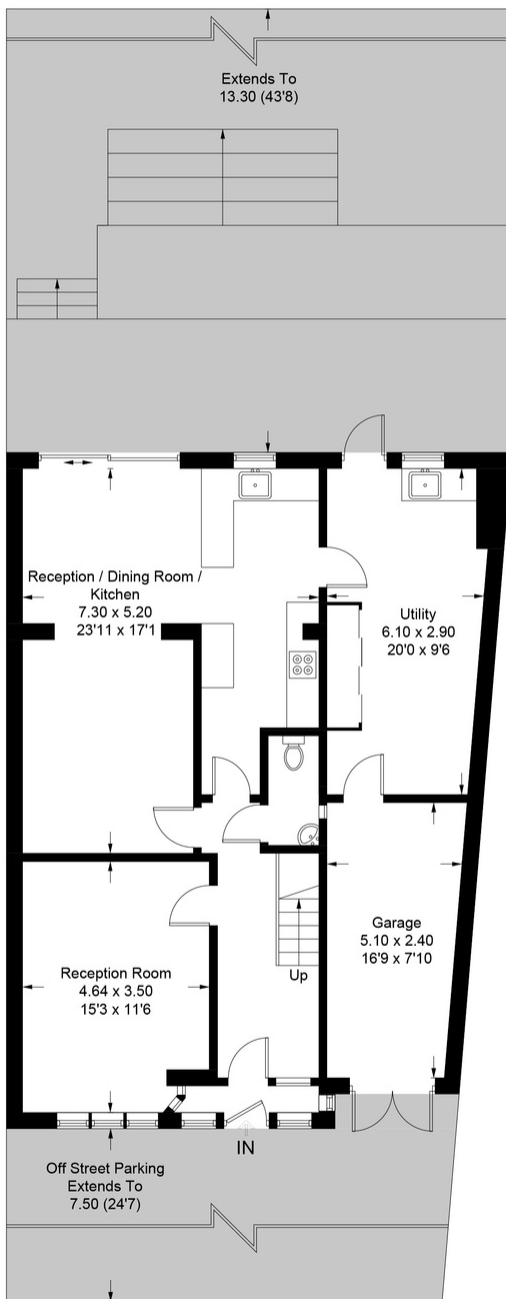 Extends To
13.30 (43'8)
Reception / Dining Room /
Kitchen
7.30 x 5.20
23'11 x 17'1
Utility
6.10 x 2.90
20'0 x 9'6
Garage
5.10 x 2.40
16'9 x 7'10
Reception Room
4.64 x 3.50
15'3 x 11'6
Up
IN
Off Street Parking
Extends To
7.50 (24'7)